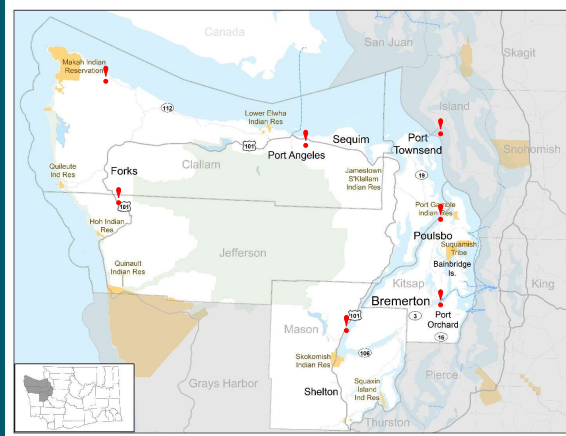 Canada
San Juan
Skagit
Makah Indian
Reservation
112
Lower Elwha
Indian Res
Island
101
Port Angeles
Sequim
Port
Townsend
Snohomish
Clallam
Quileute
Ind Res
Forks
101
Jamestown
S'Klallam
Indian Res
19
Port Gamble
Indian Res
Hoh Indian
Res
Poulsbo
Suquamish
Tribe
Bainbridge
Is.
Jefferson
Quinault
Indian Res
Kitsap
King
Bremerton
101
Mason
3
Port
Orchard
16
106
Skokomish
Indian Res
Pierce
Grays Harbor
Shelton
Squaxin
Island
Ind Res
Thurston